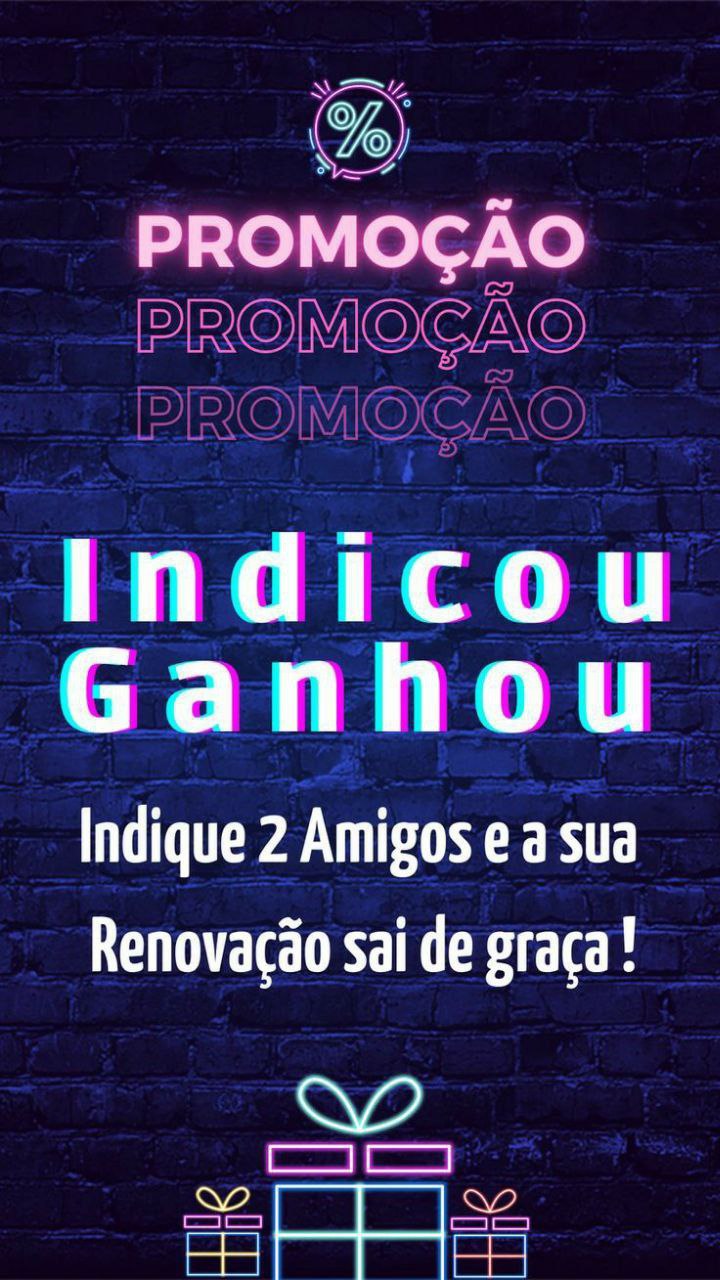 %
PROMOÇÃO
PROMOÇÃO
PROMOÇÃO
Indicou
Ganhou
Indique 2 Amigos e a sua
Renovação sai de graça !